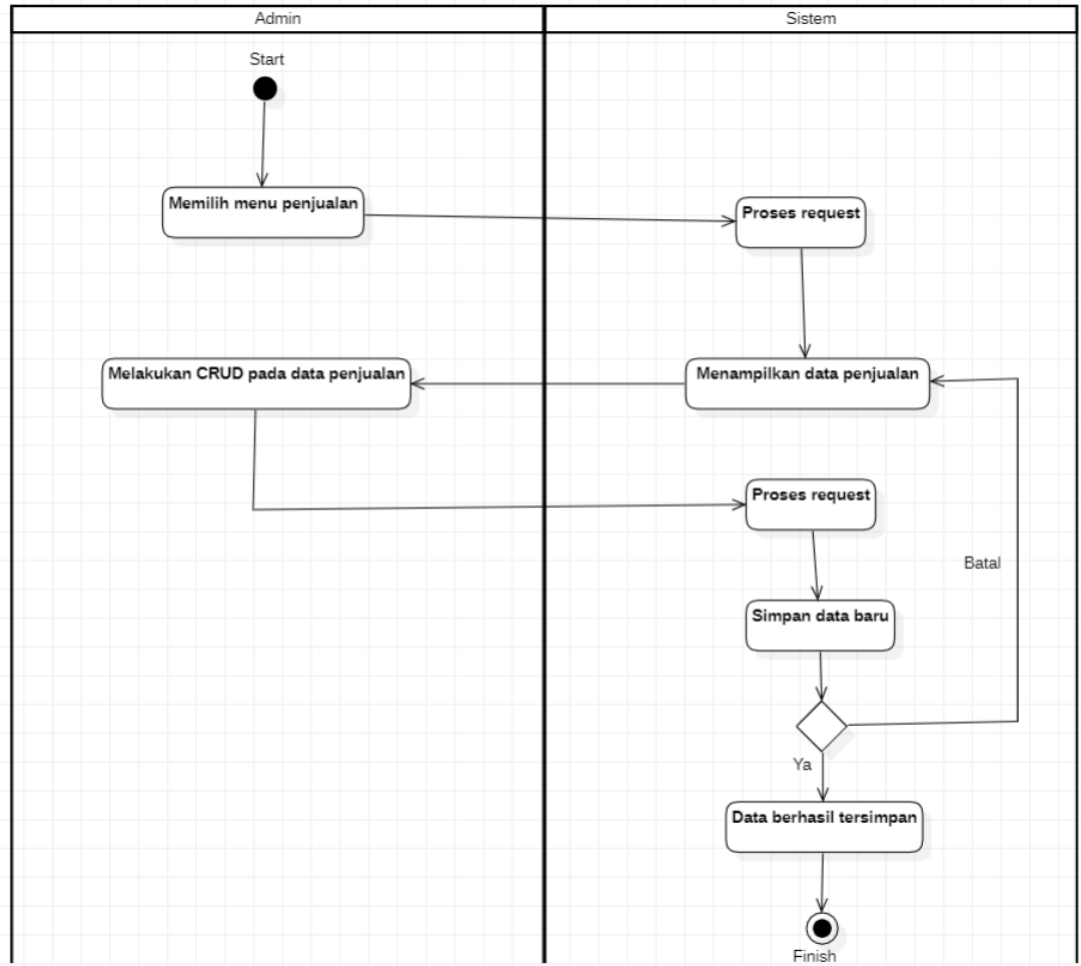 Admin
Sistem
Start
Memilih menu penjualan
Proses request
Melakukan CRUD pada data penjualan
Menampilkan data penjualan
Proses request
Batal
Simpan data baru
Ya
Data berhasil tersimpan
Finish